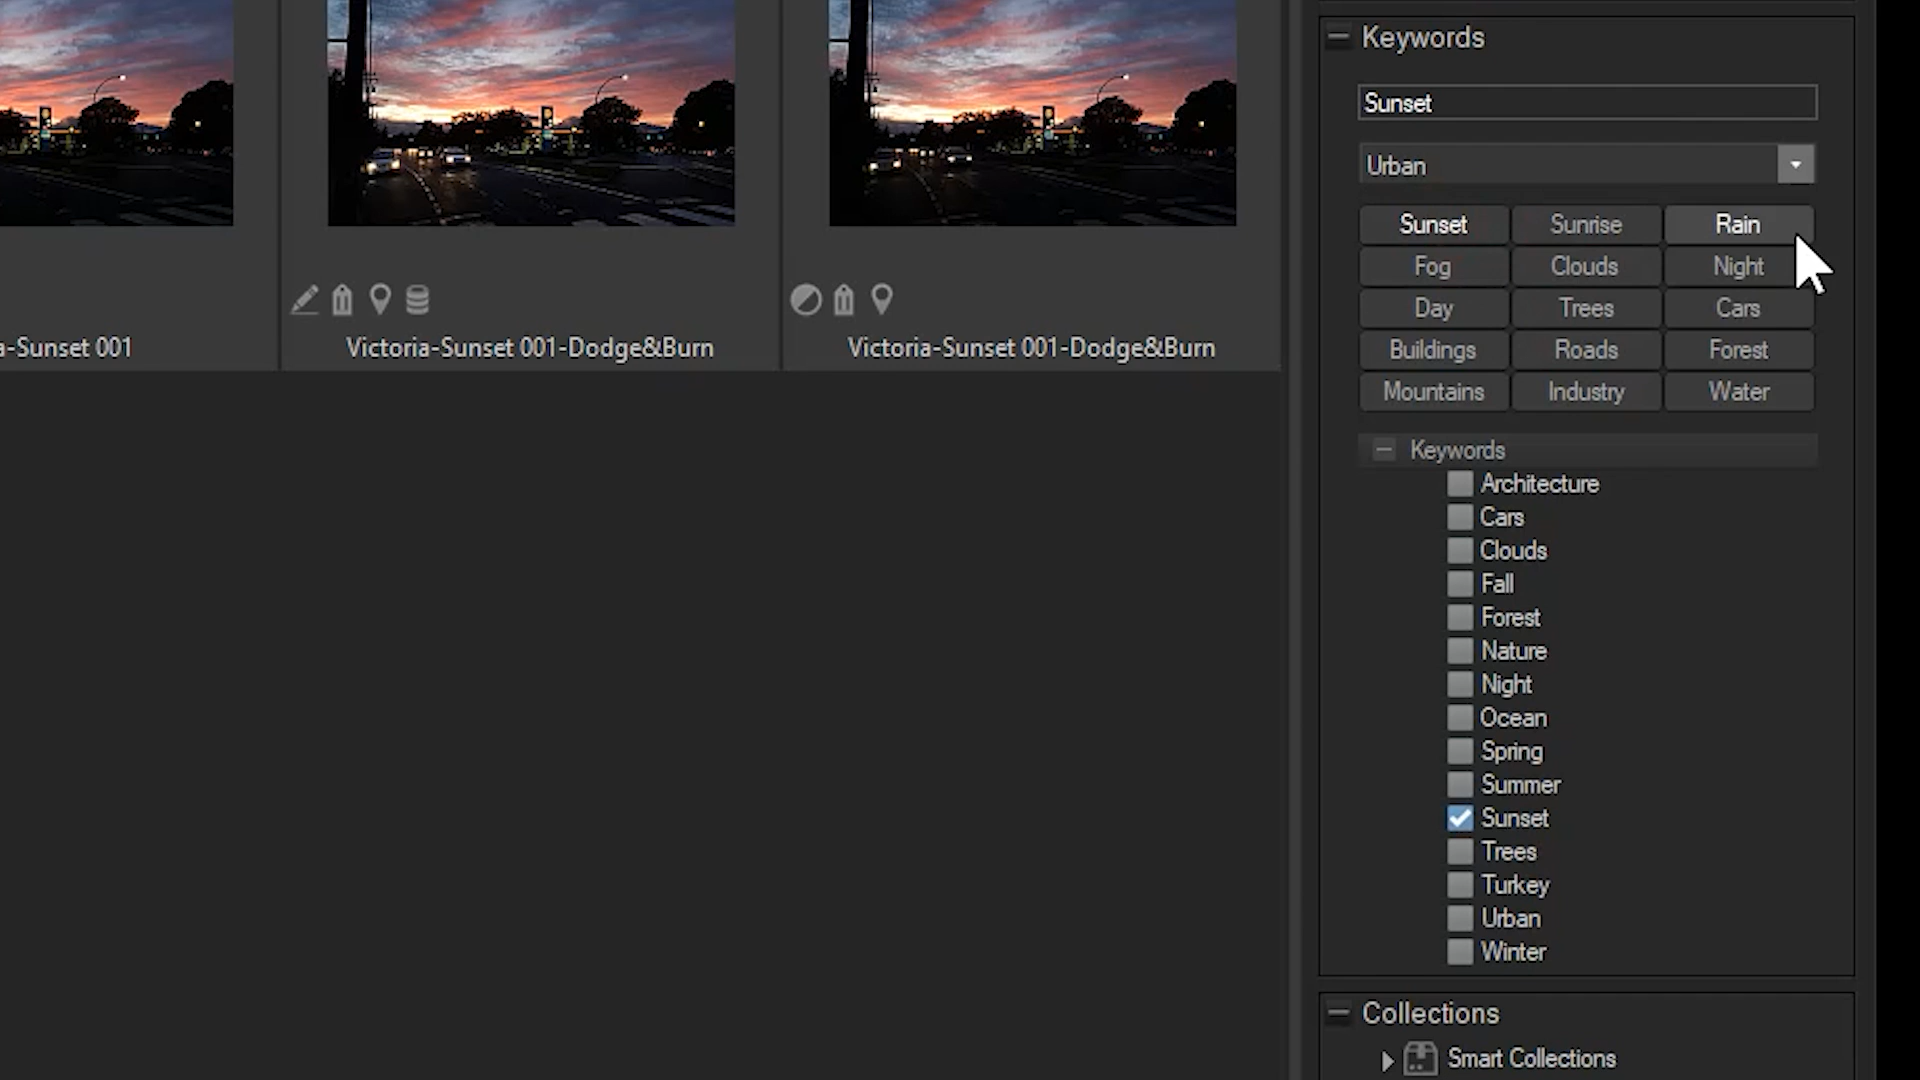 a-Sunset 001
Victoria-Sunset 001-Dodge&Burn
Victoria-Sunset 001-Dodge&Burn
Keywords
Sunset
Urban
Sunset Sunrise Rain
Fog Clouds Night
Day Trees Cars
Buildings Roads Forest
Mountains Industry Water
Keywords
Architecture
Cars
Clouds
Fall
Forest
Nature
Night
Ocean
Spring
Summer
Sunset
Trees
Turkey
Urban
Winter
Collections
Smart Collections